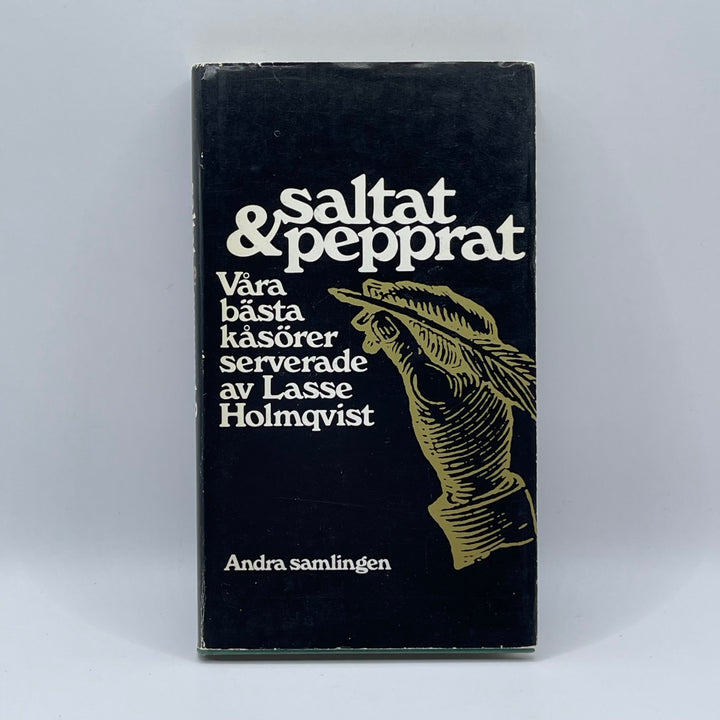 saltat
& pepprat
Våra
bästa
kåsörer
serverade
av Lasse
Holmqvist
Andra samlingen